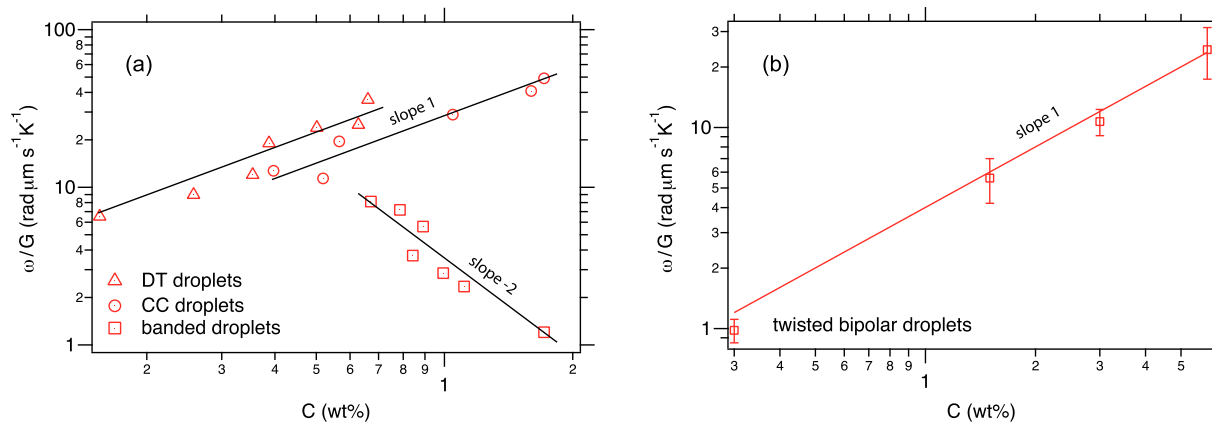 (a)
ω/G (rad μm s⁻¹K⁻¹)
100
8
6
4
2
10
8
6
4
2
1
slope 1
slope -2
DT droplets
CC droplets
banded droplets
2 3 4 5 6 7 8 9 1 2
C (wt%)
(b)
ω/G (rad μm s⁻¹K⁻¹)
3
2
10
6
5
4
3
2
1
slope 1
twisted bipolar droplets
3 4 5 6 7 8 9 1 2 3 4 5
C (wt%)